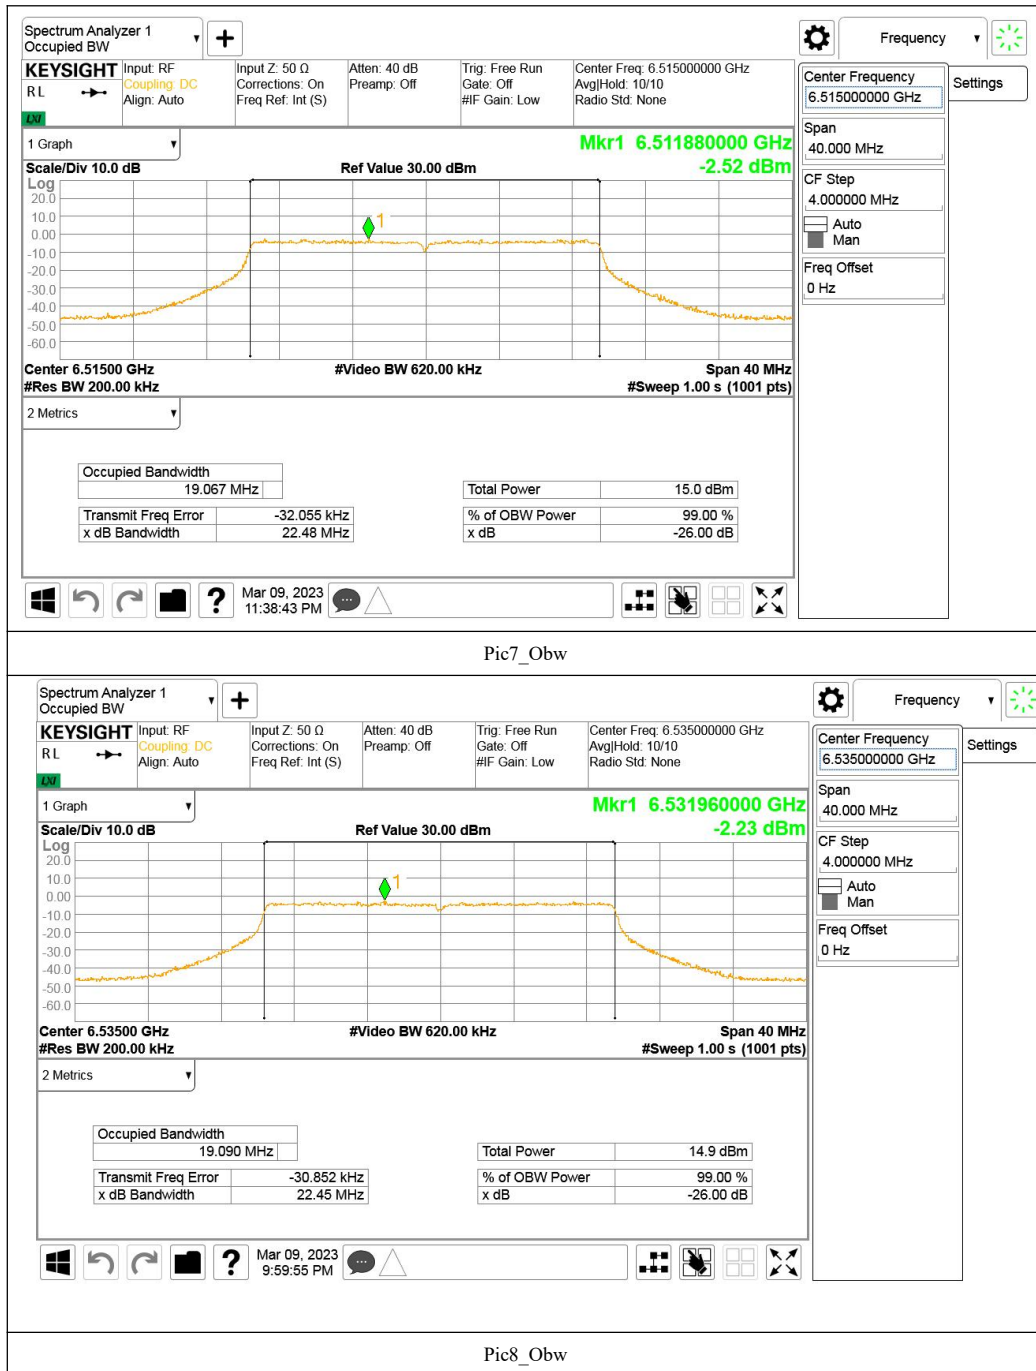 Spectrum Analyzer 1
Occupied BW
Frequency
KEYSIGHT
R L
LXI
Input: RF
Coupling: DC
Align: Auto
Input Z: 50 Ω
Corrections: On
Freq Ref: Int (S)
Atten: 40 dB
Preamp: Off
Trig: Free Run
Gate: Off
#IF Gain: Low
Center Freq: 6.515000000 GHz
Avg|Hold: 10/10
Radio Std: None
Center Frequency
6.515000000 GHz
Settings
Span
40.000 MHz
CF Step
4.000000 MHz
Auto
Man
Freq Offset
0 Hz
1 Graph
Mkr1 6.511880000 GHz
Scale/Div 10.0 dB
Ref Value 30.00 dBm
-2.52 dBm
Log
20.0
10.0
0.00
-10.0
-20.0
-30.0
-40.0
-50.0
-60.0
1
Center 6.51500 GHz
#Video BW 620.00 kHz
Span 40 MHz
#Res BW 200.00 kHz
#Sweep 1.00 s (1001 pts)
2 Metrics
Occupied Bandwidth
19.067 MHz
Total Power 15.0 dBm
Transmit Freq Error -32.055 kHz
% of OBW Power 99.00 %
x dB Bandwidth 22.48 MHz
x dB -26.00 dB
?
Mar 09, 2023
11:38:43 PM
Pic7_Obw
Spectrum Analyzer 1
Occupied BW
Frequency
KEYSIGHT
R L
LXI
Input: RF
Coupling: DC
Align: Auto
Input Z: 50 Ω
Corrections: On
Freq Ref: Int (S)
Atten: 40 dB
Preamp: Off
Trig: Free Run
Gate: Off
#IF Gain: Low
Center Freq: 6.535000000 GHz
Avg|Hold: 10/10
Radio Std: None
Center Frequency
6.535000000 GHz
Settings
Span
40.000 MHz
CF Step
4.000000 MHz
Auto
Man
Freq Offset
0 Hz
1 Graph
Mkr1 6.531960000 GHz
Scale/Div 10.0 dB
Ref Value 30.00 dBm
-2.23 dBm
Log
20.0
10.0
0.00
-10.0
-20.0
-30.0
-40.0
-50.0
-60.0
1
Center 6.53500 GHz
#Video BW 620.00 kHz
Span 40 MHz
#Res BW 200.00 kHz
#Sweep 1.00 s (1001 pts)
2 Metrics
Occupied Bandwidth
19.090 MHz
Total Power 14.9 dBm
Transmit Freq Error -30.852 kHz
% of OBW Power 99.00 %
x dB Bandwidth 22.45 MHz
x dB -26.00 dB
?
Mar 09, 2023
9:59:55 PM
Pic8_Obw